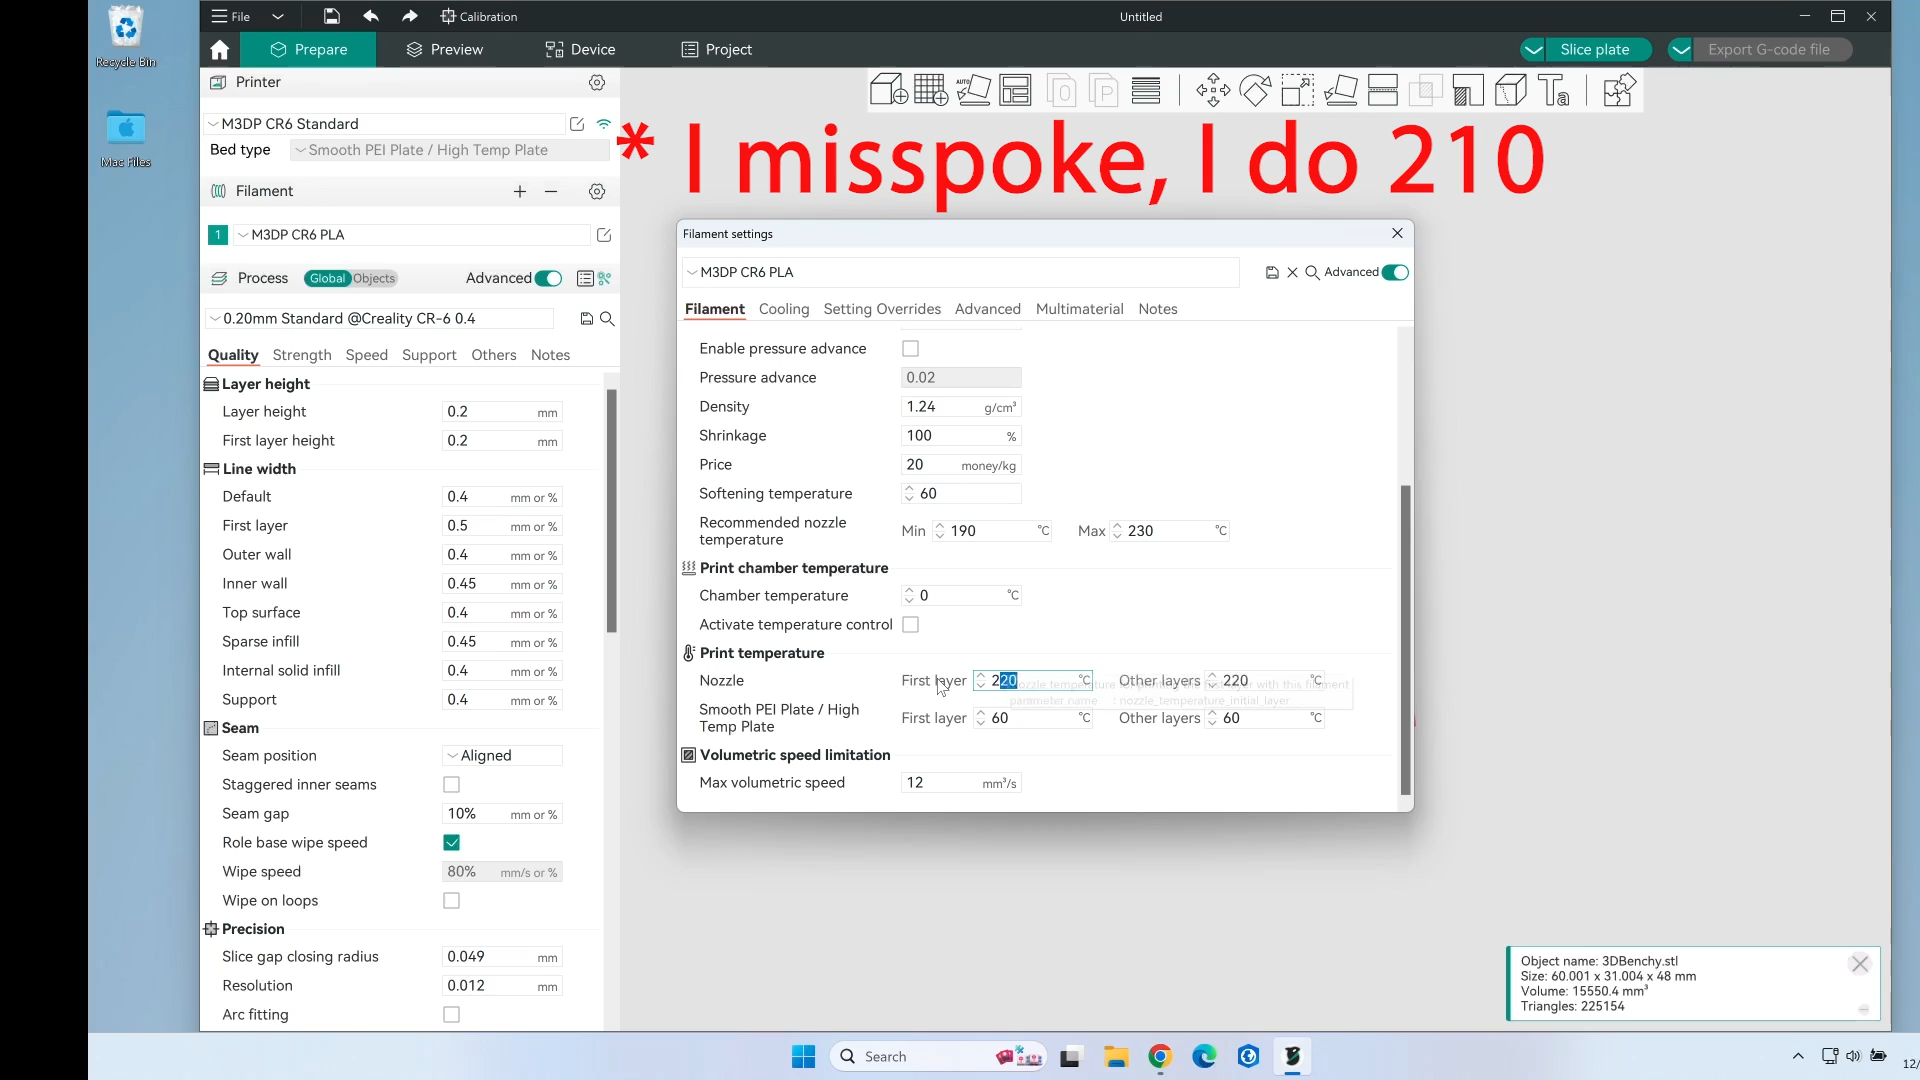 File
Calibration
Untitled
Recycle Bin
Prepare
Preview
Device
Project
Slice plate
Export G-code file
Printer
M3DP CR6 Standard
Bed type
Smooth PEI Plate / High Temp Plate
Mac Files
* I misspoke, I do 210
Filament
1
M3DP CR6 PLA
Process
Global
Objects
Advanced
0.20mm Standard @Creality CR-6 0.4
Quality
Strength
Speed
Support
Others
Notes
Layer height
Layer height 0.2 mm
First layer height 0.2 mm
Line width
Default 0.4 mm or %
First layer 0.5 mm or %
Outer wall 0.4 mm or %
Inner wall 0.45 mm or %
Top surface 0.4 mm or %
Sparse infill 0.45 mm or %
Internal solid infill 0.4 mm or %
Support 0.4 mm or %
Seam
Seam position Aligned
Staggered inner seams
Seam gap 10% mm or %
Role base wipe speed
Wipe speed 80% mm/s or %
Wipe on loops
Precision
Slice gap closing radius 0.049 mm
Resolution 0.012 mm
Arc fitting
Filament settings
M3DP CR6 PLA
Advanced
Filament
Cooling
Setting Overrides
Advanced
Multimaterial
Notes
Enable pressure advance
Pressure advance 0.02
Density 1.24 g/cm³
Shrinkage 100 %
Price 20 money/kg
Softening temperature 60
Recommended nozzle
temperature
Min 190 °C Max 230 °C
Print chamber temperature
Chamber temperature 0 °C
Activate temperature control
Print temperature
Nozzle First layer 220 °C Other layers 220 °C
parameter name : nozzle_temperature_initial_layer
Smooth PEI Plate / High
Temp Plate
First layer 60 °C Other layers 60 °C
Volumetric speed limitation
Max volumetric speed 12 mm³/s
Object name: 3DBenchy.stl
Size: 60.001 x 31.004 x 48 mm
Volume: 15550.4 mm³
Triangles: 225154
Search
12/